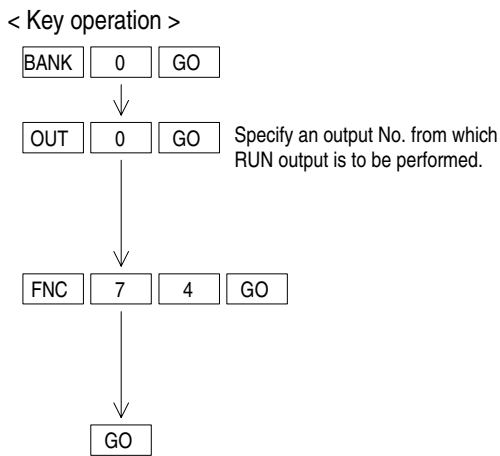 < Key operation >
BANK 0 GO
OUT 0 GO Specify an output No. from which
RUN output is to be performed.
FNC 7 4 GO
GO